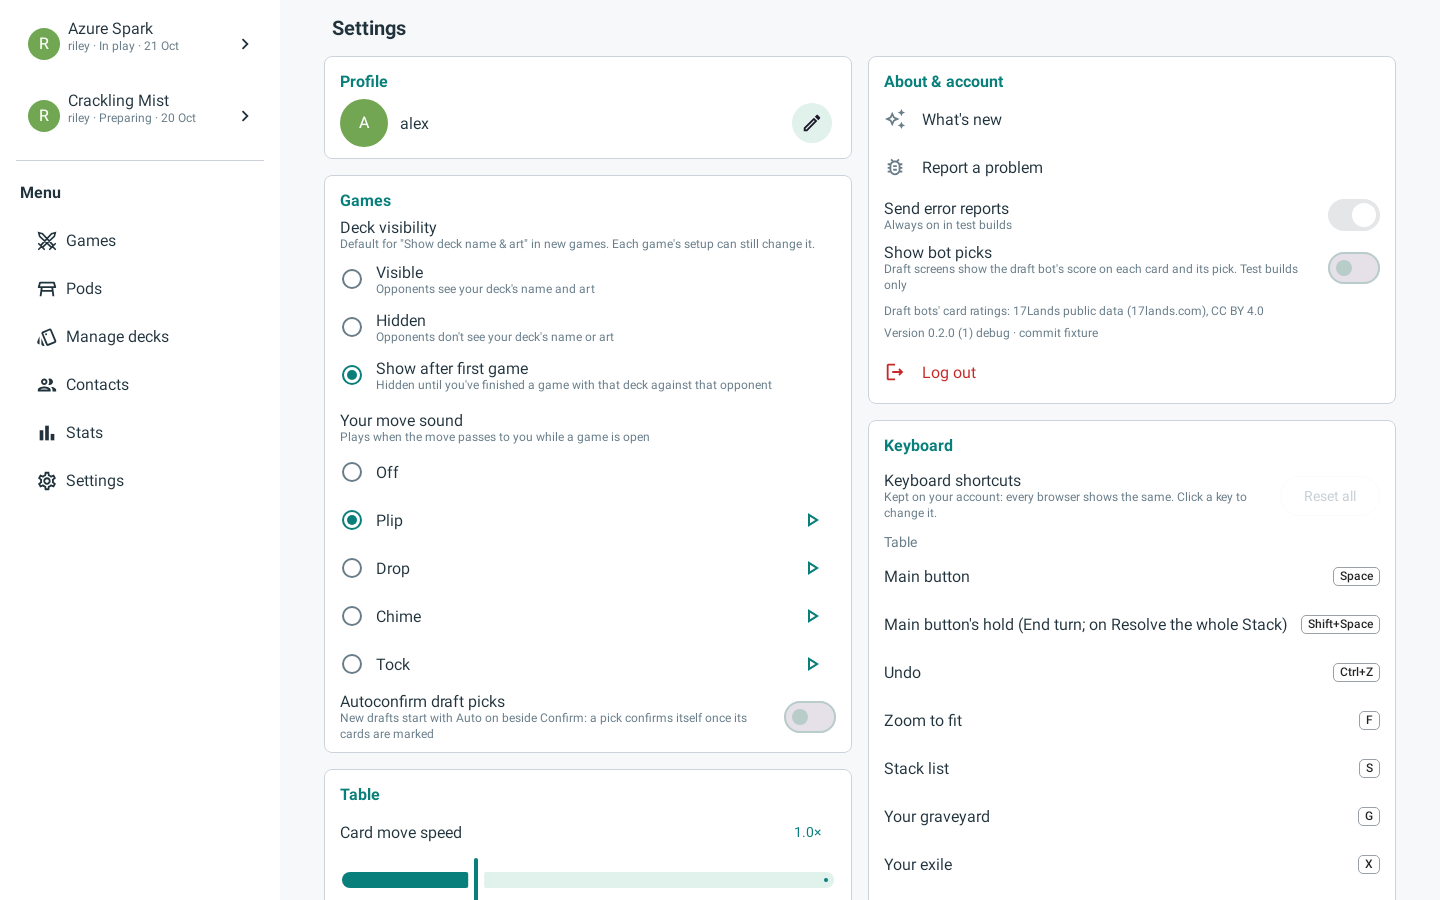 R
Azure Spark
riley · In play · 21 Oct
R
Crackling Mist
riley · Preparing · 20 Oct
Menu
Games
Pods
Manage decks
Contacts
Stats
Settings
Settings
Profile
A
alex
Games
Deck visibility
Default for "Show deck name & art" in new games. Each game's setup can still change it.
Visible
Opponents see your deck's name and art
Hidden
Opponents don't see your deck's name or art
Show after first game
Hidden until you've finished a game with that deck against that opponent
Your move sound
Plays when the move passes to you while a game is open
Off
Plip
Drop
Chime
Tock
Autoconfirm draft picks
New drafts start with Auto on beside Confirm: a pick confirms itself once its
cards are marked
Table
Card move speed
1.0×
About & account
What's new
Report a problem
Send error reports
Always on in test builds
Show bot picks
Draft screens show the draft bot's score on each card and its pick. Test builds
only
Draft bots' card ratings: 17Lands public data (17lands.com), CC BY 4.0
Version 0.2.0 (1) debug · commit fixture
Log out
Keyboard
Keyboard shortcuts
Kept on your account: every browser shows the same. Click a key to
change it.
Reset all
Table
Main button
Space
Main button's hold (End turn; on Resolve the whole Stack)
Shift+Space
Undo
Ctrl+Z
Zoom to fit
F
Stack list
S
Your graveyard
G
Your exile
X